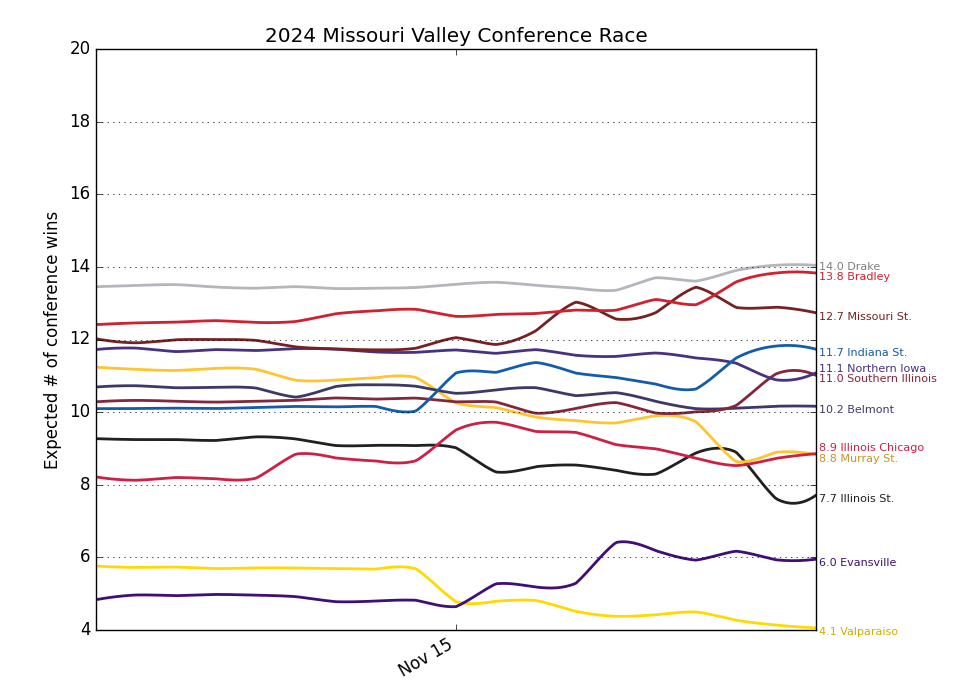 2024 Missouri Valley Conference Race
Expected # of conference wins
20
18
16
14
12
10
8
6
4
Nov 15
14.0 Drake
13.8 Bradley
12.7 Missouri St.
11.7 Indiana St.
11.1 Northern Iowa
11.0 Southern Illinois
10.2 Belmont
8.9 Illinois Chicago
8.8 Murray St.
7.7 Illinois St.
6.0 Evansville
4.1 Valparaiso